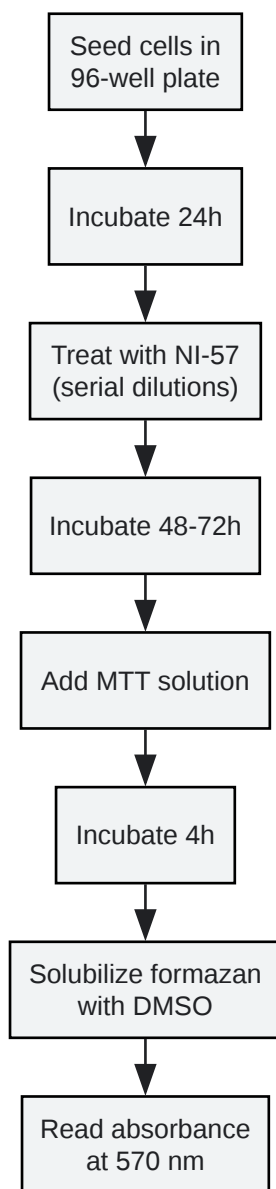 Seed cells in
96-well plate
Incubate 24h
Treat with NI-57
(serial dilutions)
Incubate 48-72h
Add MTT solution
Incubate 4h
Solubilize formazan
with DMSO
Read absorbance
at 570 nm